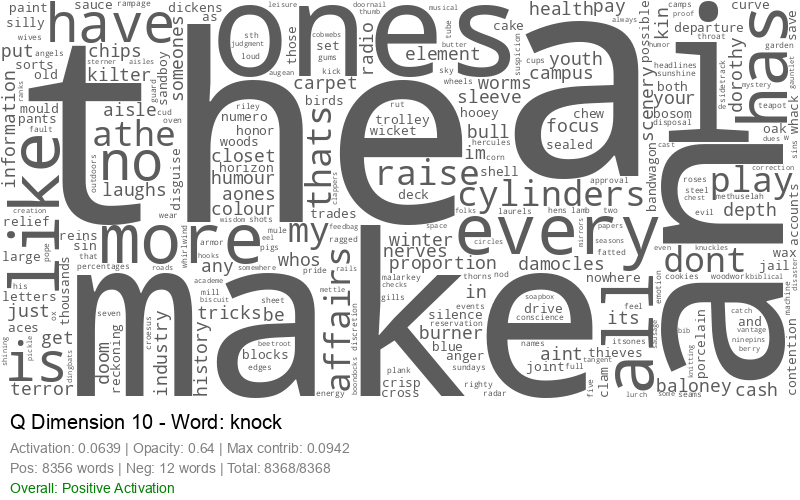 paint have dickens as those ones radio health pay kin possible curve
silly sterner rampage set gums element cake youth departure save
wives put chips someones sth judgment loud cobwebs kick doornail thumb leisure musical tube butter sky wheels suspicion cups always humor throat camps proof garden
sorts angels kilter sandboy carpet worms campus scenery both dorothy has whack
information old aisle guard augean birds sleeve hooey chew focus your headlines sunshine sidetrack mystery gauntlet
ranks mould cud oven riley rut trolley bull sealed bosom disposal teapot
pants athe numero honor wicket hercules corn im bandwagon oak dues w
fault no woods closet thats the a i cast sins
like laughs disguise horizon raise shell approval roses steel chest correction
outdoors humour clappers deck cylinders evil methuselah play
creation wear agnes wisdom shots trades folks laurels hens lamb two depth accounts
relief more colour feedbag space every papers even
reins whirlwind armor mule eel ragged my winter circles mirrors seasons fatted knuckles dont wax
large pope sin that any hooks pigs whos pride rails nerves damocles nowhere woodwork biblical jail
his percentages roads somewhere malarkey proportion thorns nod cookies emotion disaster
letters thousands academe mill mettle checks in events soapbox all porcelain machine
just ox seven croesus biscuit sheet gills silence drive feel bib catch and vantage
aces get tricks be discretion reservation burner conscience its ninepins berry
shining pickle doom reckoning industry history beetroot blocks affairs boondocks blue names aint itsones thieves knitting contention
is dingbats edges anger joint full tangent clam
terror make energy plank crisp sundays righty five lurch baloney some seams cash
cross radar and
Q Dimension 10 - Word: knock
Activation: 0.0639 | Opacity: 0.64 | Max contrib: 0.0942
Pos: 8356 words | Neg: 12 words | Total: 8368/8368
Overall: Positive Activation